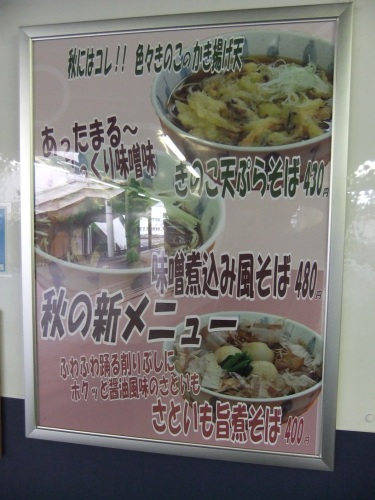 秋にはコレ!! 色々きのこのかき揚げ天
あったまる～
っくり味噌味
きのこ天ぷらそば 430円
味噌煮込み風そば 480円
秋の新メニュー
ふわふわ踊る削りぶしに
ホクッと醤油風味のさといも
さといも旨煮そば 400円